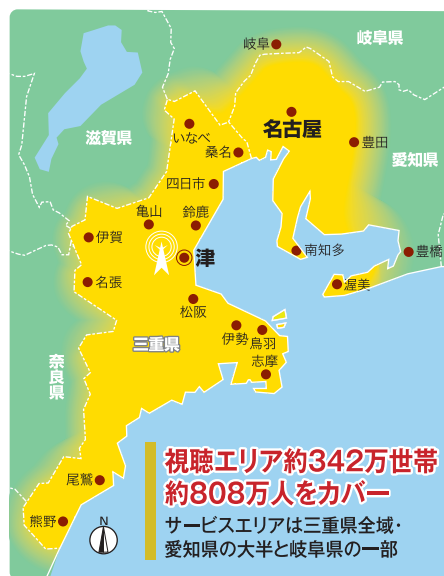 岐阜県
岐阜
滋賀県
いなべ
名古屋
豊田
桑名
愛知県
四日市
亀山
鈴鹿
伊賀
津
南知多
豊橋
名張
渥美
松阪
三重県
伊勢
鳥羽
志摩
奈良県
尾鷲
熊野
N
視聴エリア約342万世帯
約808万人をカバー
サービスエリアは三重県全域・
愛知県の大半と岐阜県の一部